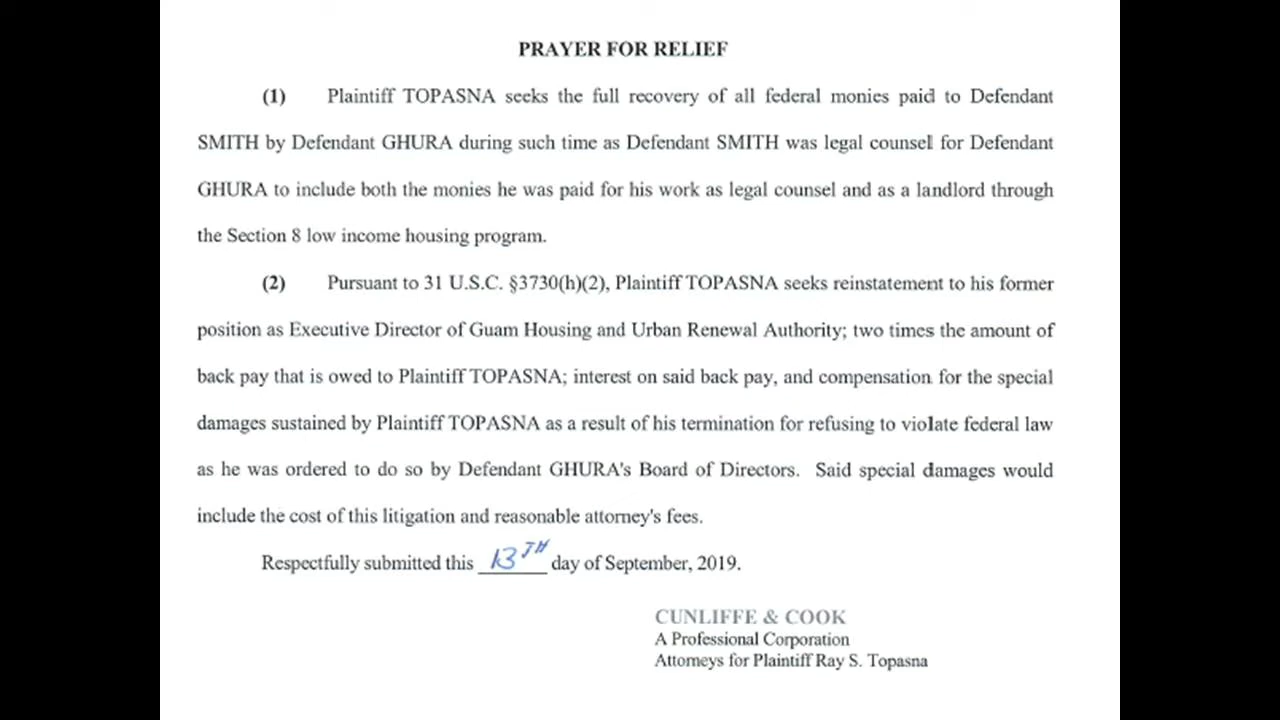 PRAYER FOR RELIEF
(1) Plaintiff TOPASNA seeks the full recovery of all federal monies paid to Defendant
SMITH by Defendant GHURA during such time as Defendant SMITH was legal counsel for Defendant
GHURA to include both the monies he was paid for his work as legal counsel and as a landlord through
the Section 8 low income housing program.
(2) Pursuant to 31 U.S.C. §3730(h)(2), Plaintiff TOPASNA seeks reinstatement to his former
position as Executive Director of Guam Housing and Urban Renewal Authority; two times the amount of
back pay that is owed to Plaintiff TOPASNA; interest on said back pay, and compensation for the special
damages sustained by Plaintiff TOPASNA as a result of his termination for refusing to violate federal law
as he was ordered to do so by Defendant GHURA's Board of Directors. Said special damages would
include the cost of this litigation and reasonable attorney's fees.
Respectfully submitted this 13TH day of September, 2019.
CUNLIFFE & COOK
A Professional Corporation
Attorneys for Plaintiff Ray S. Topasna